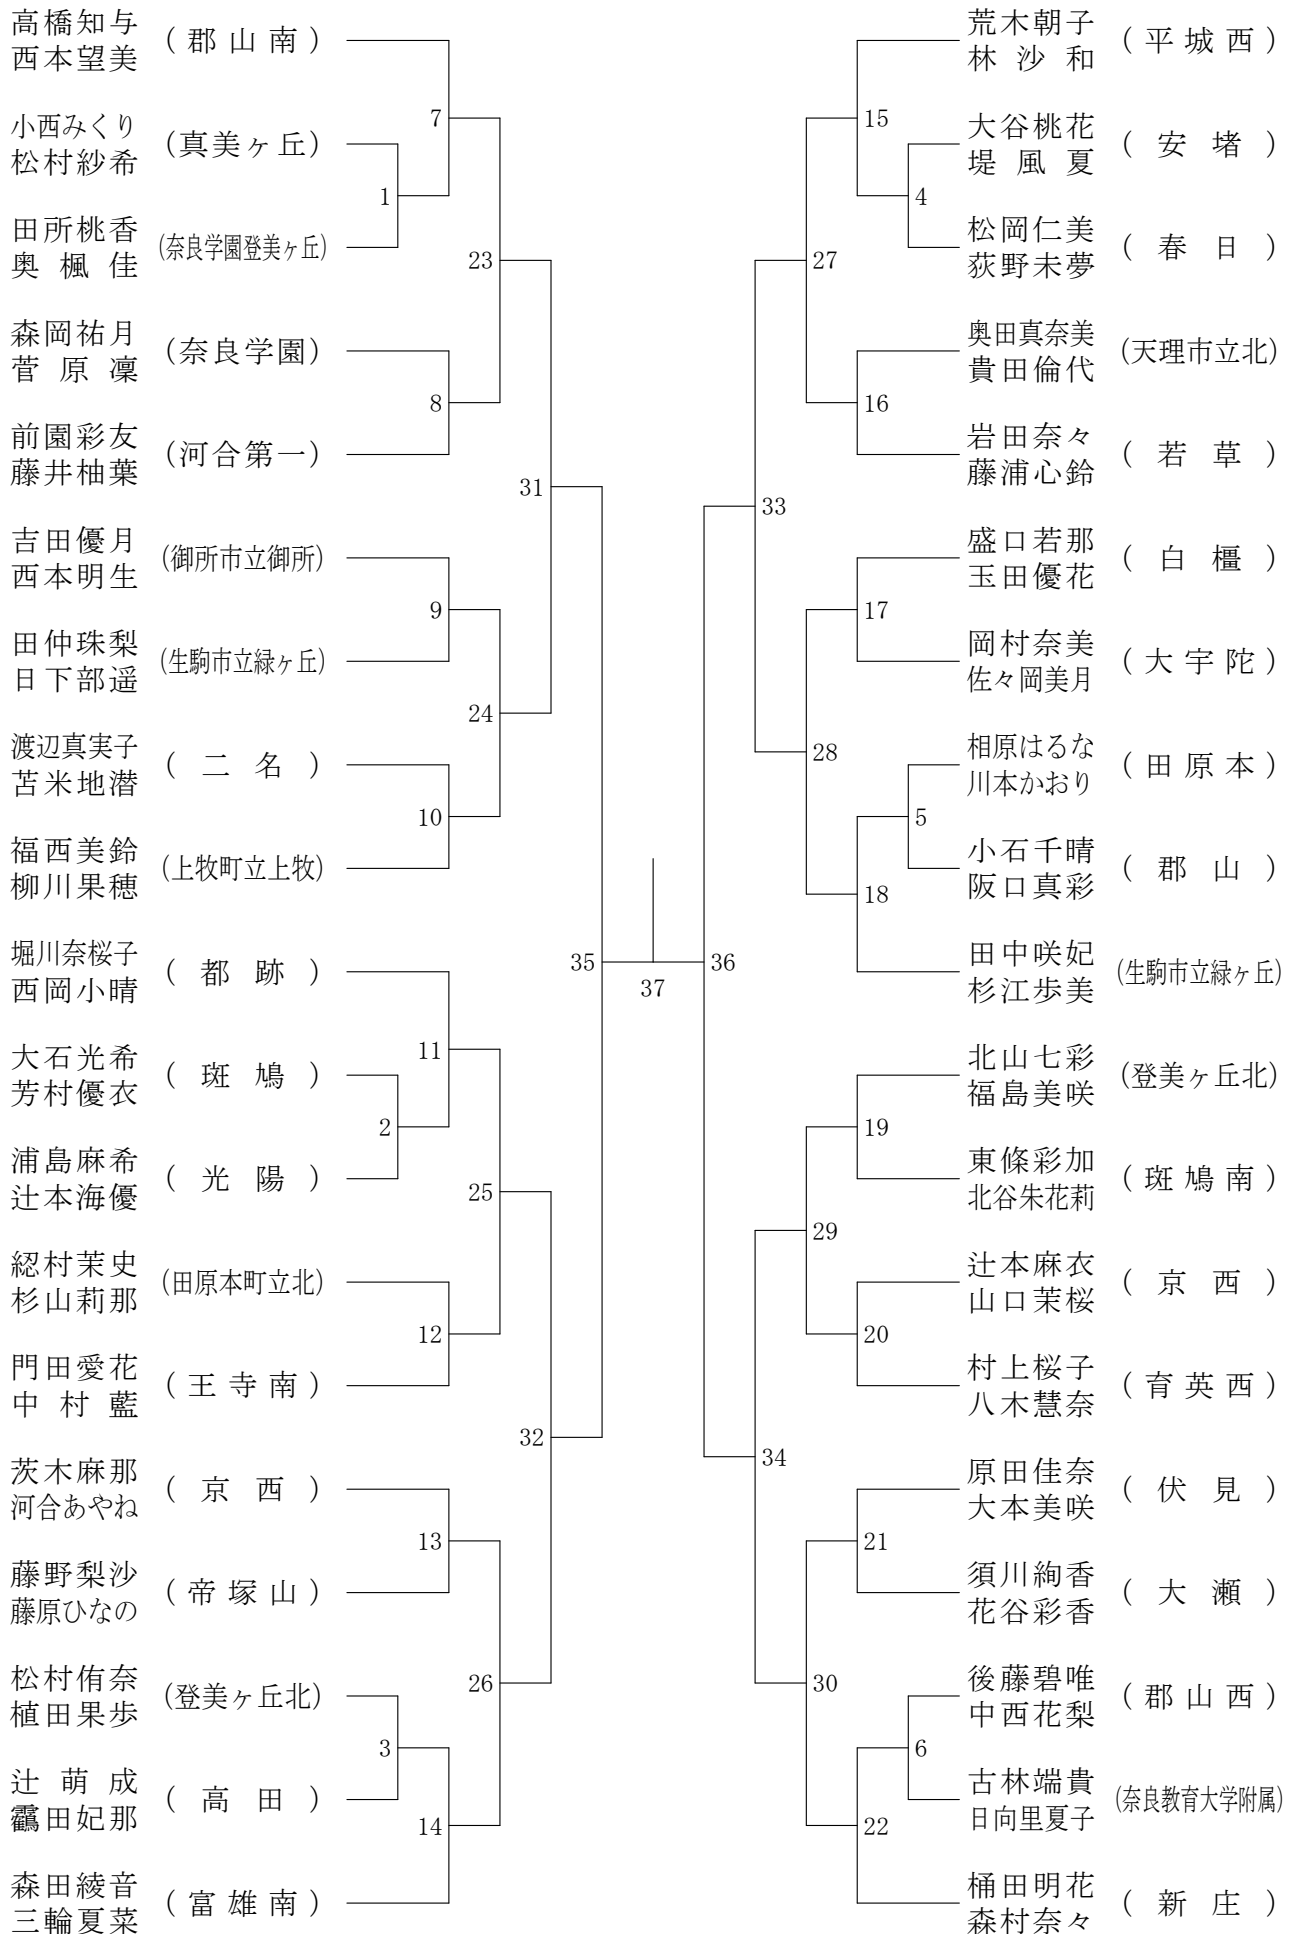 高橋知与
西本望美
(郡山南)
小西みくり
松村紗希
(真美ヶ丘)
田所桃香
奥楓佳
(奈良学園登美ヶ丘)
森岡祐月
菅原凜
(奈良学園)
前園彩友
藤井柚葉
(河合第一)
吉田優月
西本明生
(御所市立御所)
田仲珠梨
日下部遥
(生駒市立緑ヶ丘)
渡辺真実子
苫米地潜
(二名)
福西美鈴
柳川果穂
(上牧町立上牧)
堀川奈桜子
西岡小晴
(都跡)
大石光希
芳村優衣
(斑鳩)
浦島麻希
辻本海優
(光陽)
綛村茉史
杉山莉那
(田原本町立北)
門田愛花
中村藍
(王寺南)
茨木麻那
河合あやね
(京西)
藤野梨沙
藤原ひなの
(帝塚山)
松村侑奈
植田果歩
(登美ヶ丘北)
辻萌成
靍田妃那
(高田)
森田綾音
三輪夏菜
(富雄南)
7
1
23
8
31
9
24
10
35
11
2
25
12
32
13
26
3
14
37
36
15
4
27
16
33
17
28
5
18
19
29
20
34
21
30
6
22
荒木朝子
林沙和
(平城西)
大谷桃花
堤風夏
(安堵)
松岡仁美
荻野未夢
(春日)
奥田真奈美
貴田倫代
(天理市立北)
岩田奈々
藤浦心鈴
(若草)
盛口若那
玉田優花
(白橿)
岡村奈美
佐々岡美月
(大宇陀)
相原はるな
川本かおり
(田原本)
小石千晴
阪口真彩
(郡山)
田中咲妃
杉江歩美
(生駒市立緑ヶ丘)
北山七彩
福島美咲
(登美ヶ丘北)
東條彩加
北谷朱花莉
(斑鳩南)
辻本麻衣
山口茉桜
(京西)
村上桜子
八木慧奈
(育英西)
原田佳奈
大本美咲
(伏見)
須川絢香
花谷彩香
(大瀬)
後藤碧唯
中西花梨
(郡山西)
古林端貴
日向里夏子
(奈良教育大学附属)
桶田明花
森村奈々
(新庄)